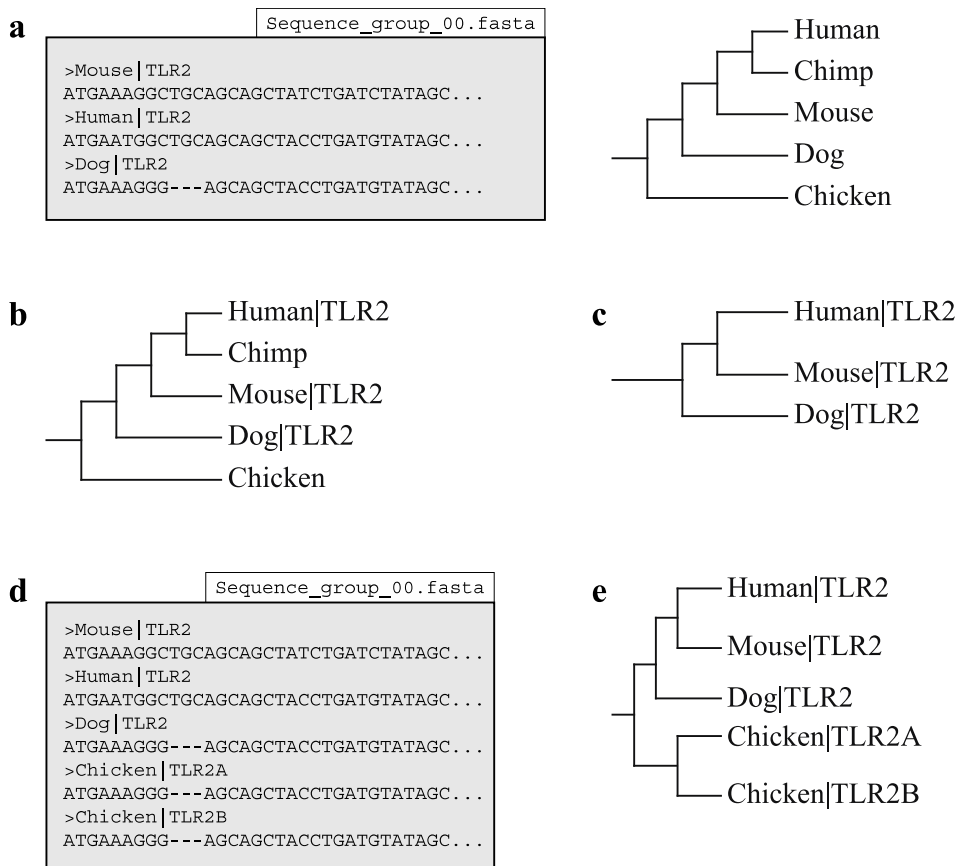 a
Sequence_group_00.fasta
>Mouse|TLR2
ATGAAAGGCTGCAGCAGCTATCTGATCTATAGC...
>Human|TLR2
ATGAATGGCTGCAGCAGCTACCTGATGTATAGC...
>Dog|TLR2
ATGAAAGGG---AGCAGCTACCTGATGTATAGC...
Human
Chimp
Mouse
Dog
Chicken
b
Human|TLR2
Chimp
Mouse|TLR2
Dog|TLR2
Chicken
c
Human|TLR2
Mouse|TLR2
Dog|TLR2
d
Sequence_group_00.fasta
>Mouse|TLR2
ATGAAAGGCTGCAGCAGCTATCTGATCTATAGC...
>Human|TLR2
ATGAATGGCTGCAGCAGCTACCTGATGTATAGC...
>Dog|TLR2
ATGAAAGGG---AGCAGCTACCTGATGTATAGC...
>Chicken|TLR2A
ATGAAAGGG---AGCAGCTACCTGATGTATAGC...
>Chicken|TLR2B
ATGAAAGGG---AGCAGCTACCTGATGTATAGC...
e
Human|TLR2
Mouse|TLR2
Dog|TLR2
Chicken|TLR2A
Chicken|TLR2B